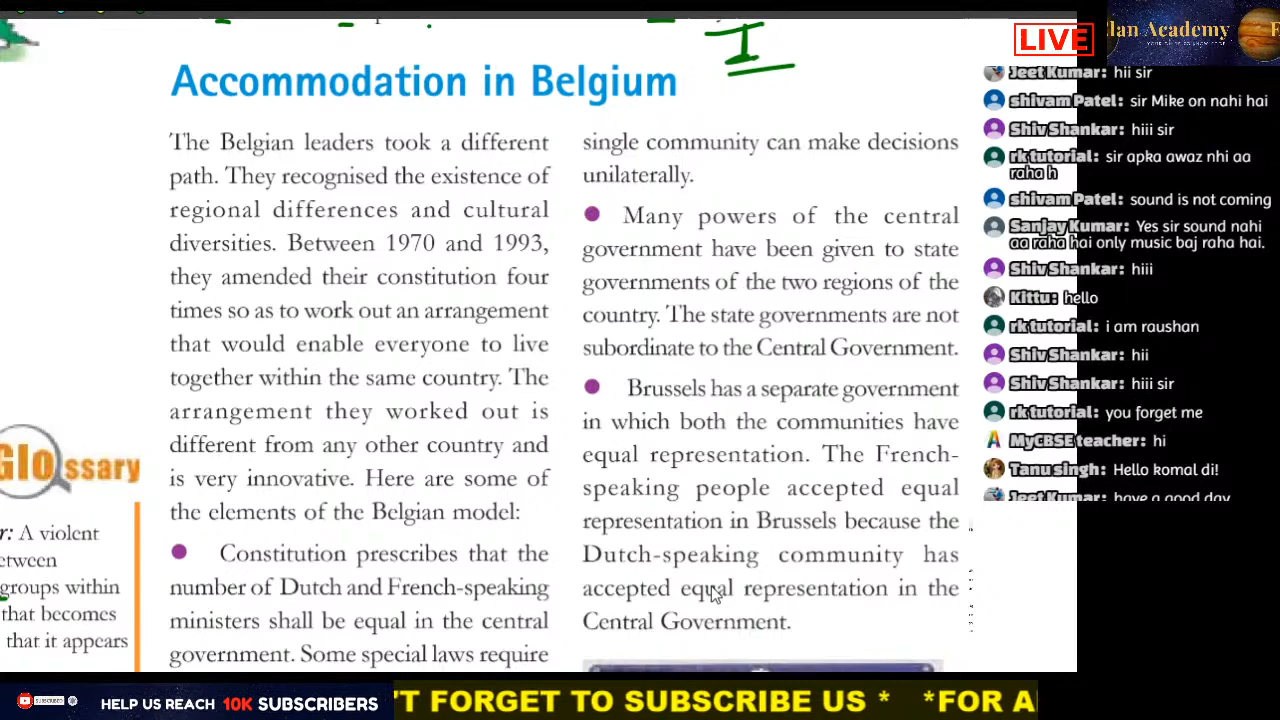 I
Accommodation in Belgium
The Belgian leaders took a different
path. They recognised the existence of
regional differences and cultural
diversities. Between 1970 and 1993,
they amended their constitution four
times so as to work out an arrangement
that would enable everyone to live
together within the same country. The
arrangement they worked out is
different from any other country and
is very innovative. Here are some of
the elements of the Belgian model:
● Constitution prescribes that the
number of Dutch and French-speaking
ministers shall be equal in the central
government. Some special laws require
single community can make decisions
unilaterally.
● Many powers of the central
government have been given to state
governments of the two regions of the
country. The state governments are not
subordinate to the Central Government.
● Brussels has a separate government
in which both the communities have
equal representation. The French-
speaking people accepted equal
representation in Brussels because the
Dutch-speaking community has
accepted equal representation in the
Central Government.
Glossary
r: A violent
etween
groups within
that becomes
that it appears
LIVE
lan Academy
Jeet Kumar: hii sir
shivam Patel: sir Mike on nahi hai
Shiv Shankar: hiii sir
rk tutorial: sir apka awaz nhi aa
raha h
shivam Patel: sound is not coming
Sanjay Kumar: Yes sir sound nahi
aa raha hai only music baj raha hai.
Shiv Shankar: hiii
Kittu: hello
rk tutorial: i am raushan
Shiv Shankar: hii
Shiv Shankar: hiii sir
rk tutorial: you forget me
MyCBSE teacher: hi
Tanu singh: Hello komal di!
Jeet Kumar: have a good day
HELP US REACH 10K SUBSCRIBERS
'T FORGET TO SUBSCRIBE US * *FOR A